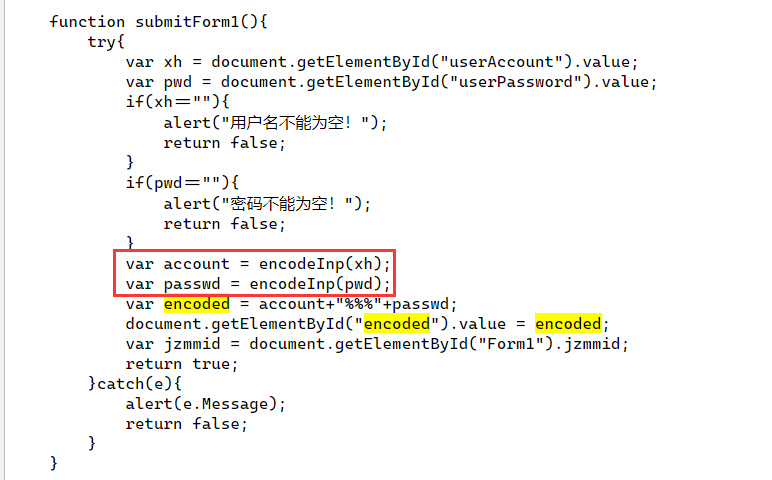 function submitForm1(){
    try{
        var xh = document.getElementById("userAccount").value;
        var pwd = document.getElementById("userPassword").value;
        if(xh==""){
            alert("用户名不能为空！");
            return false;
        }
        if(pwd==""){
            alert("密码不能为空！");
            return false;
        }
        var account = encodeInp(xh);
        var passwd = encodeInp(pwd);
        var encoded = account+"%%%"+passwd;
        document.getElementById("encoded").value = encoded;
        var jzmmid = document.getElementById("Form1").jzmmid;
        return true;
    }catch(e){
        alert(e.Message);
        return false;
    }
}